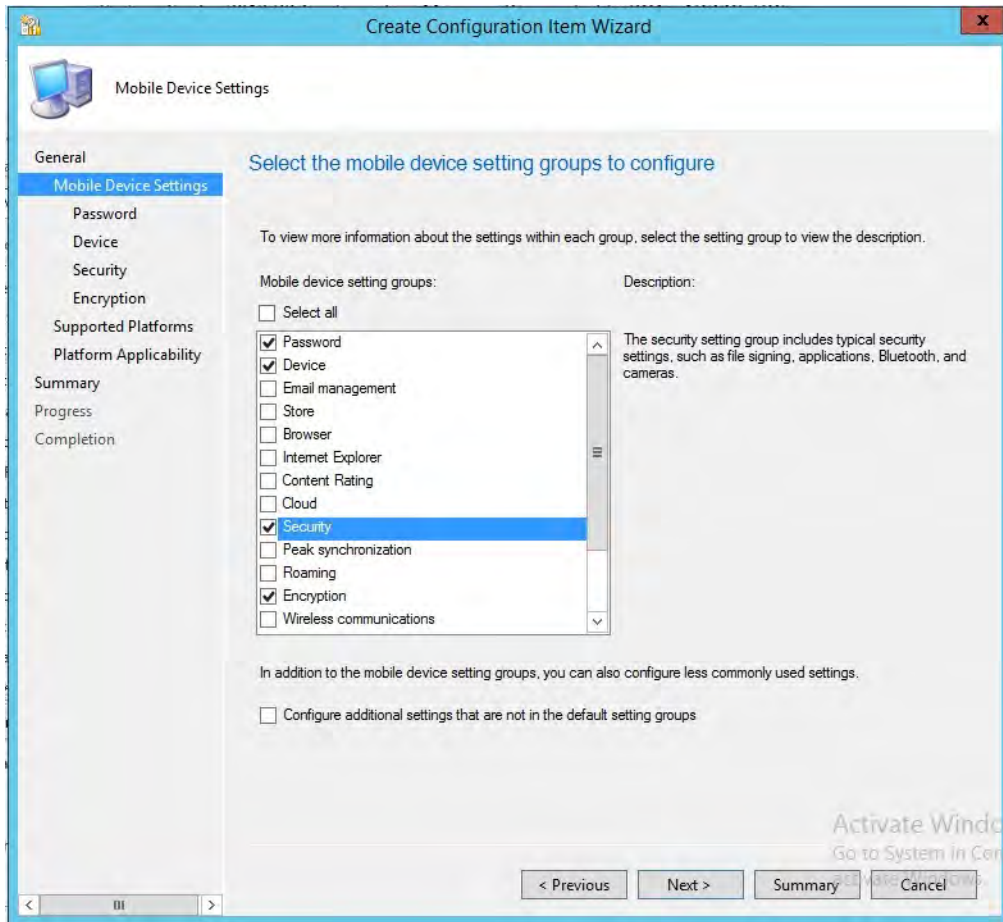 Create Configuration Item Wizard
x
Mobile Device Settings
General
Mobile Device Settings
Password
Device
Security
Encryption
Supported Platforms
Platform Applicability
Summary
Progress
Completion
Select the mobile device setting groups to configure
To view more information about the settings within each group, select the setting group to view the description.
Mobile device setting groups:
Select all
Password
Device
Email management
Store
Browser
Internet Explorer
Content Rating
Cloud
Security
Peak synchronization
Roaming
Encryption
Wireless communications
Description:
The security setting group includes typical security
settings, such as file signing, applications, Bluetooth, and
cameras.
In addition to the mobile device setting groups, you can also configure less commonly used settings.
Configure additional settings that are not in the default setting groups
Activate Windo
Go to System in Con
activate Windows.
< Previous
Next >
Summary
Cancel